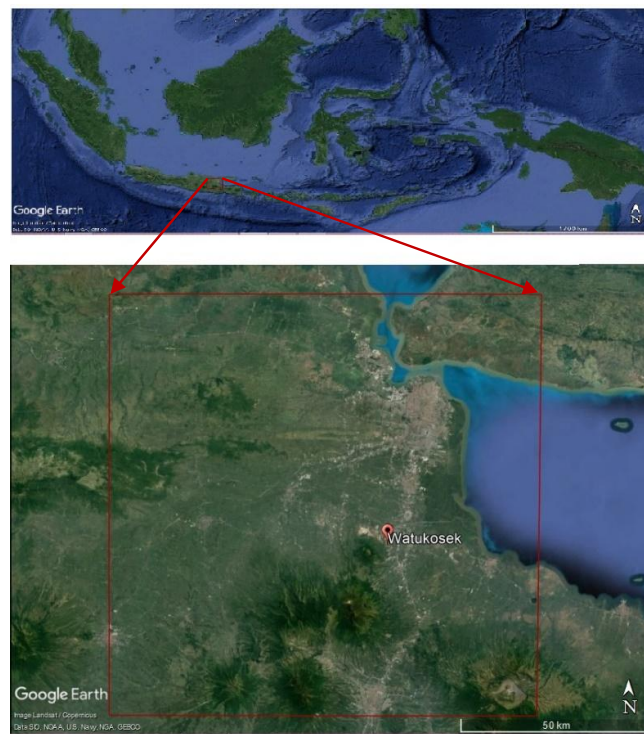 Google Earth
N
Watukosek
Google Earth
Image Landsat / Copernicus
Data SIO, NOAA, U.S. Navy, NGA, GEBCO
N
50 km